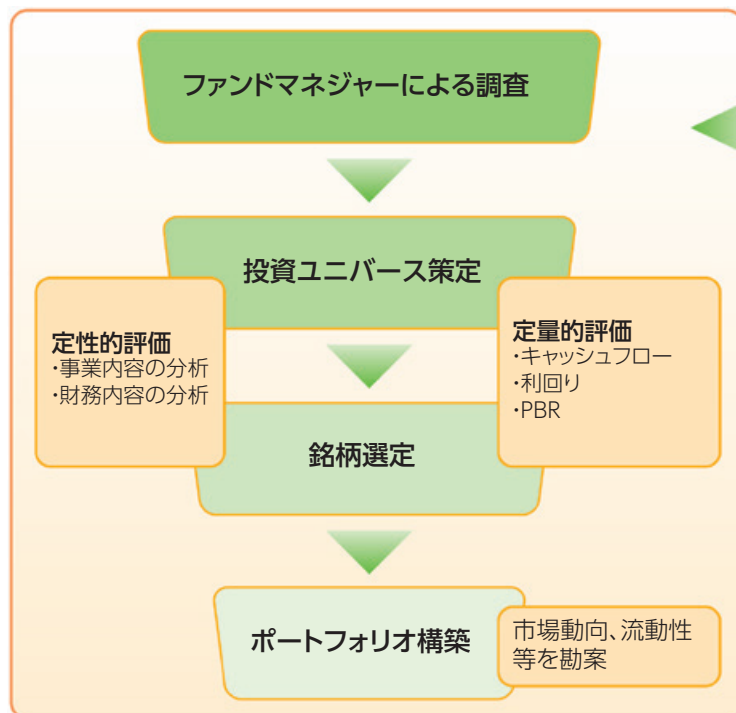 ファンドマネジャーによる調査
投資ユニバース策定
定性的評価
・事業内容の分析
・財務内容の分析
定量的評価
・キャッシュフロー
・利回り
・PBR
銘柄選定
ポートフォリオ構築
市場動向、流動性
等を勘案